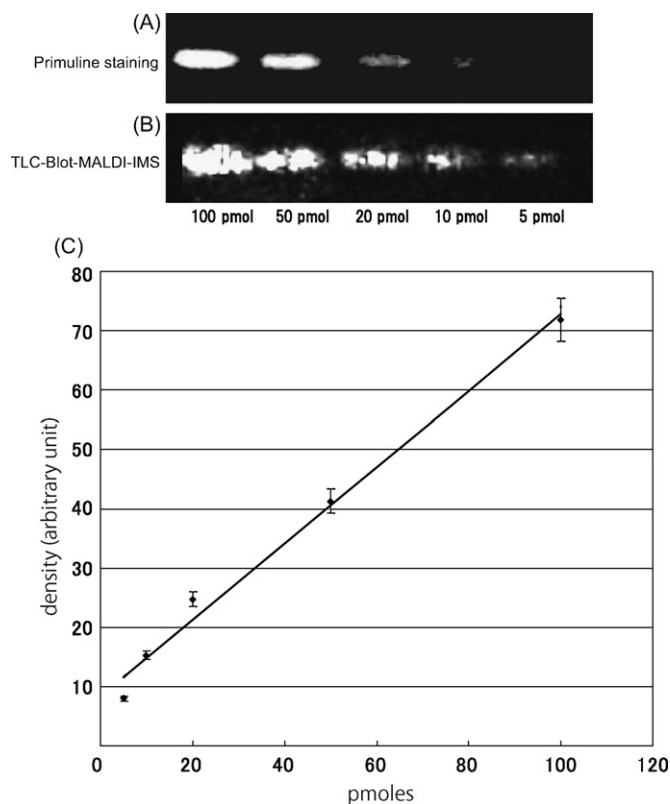 (A)
Primuline staining
(B)
TLC-Blot-MALDI-IMS
100 pmol 50 pmol 20 pmol 10 pmol 5 pmol
(C)
80
70
60
50
40
30
20
10
density (arbitrary unit)
0 20 40 60 80 100 120
pmoles